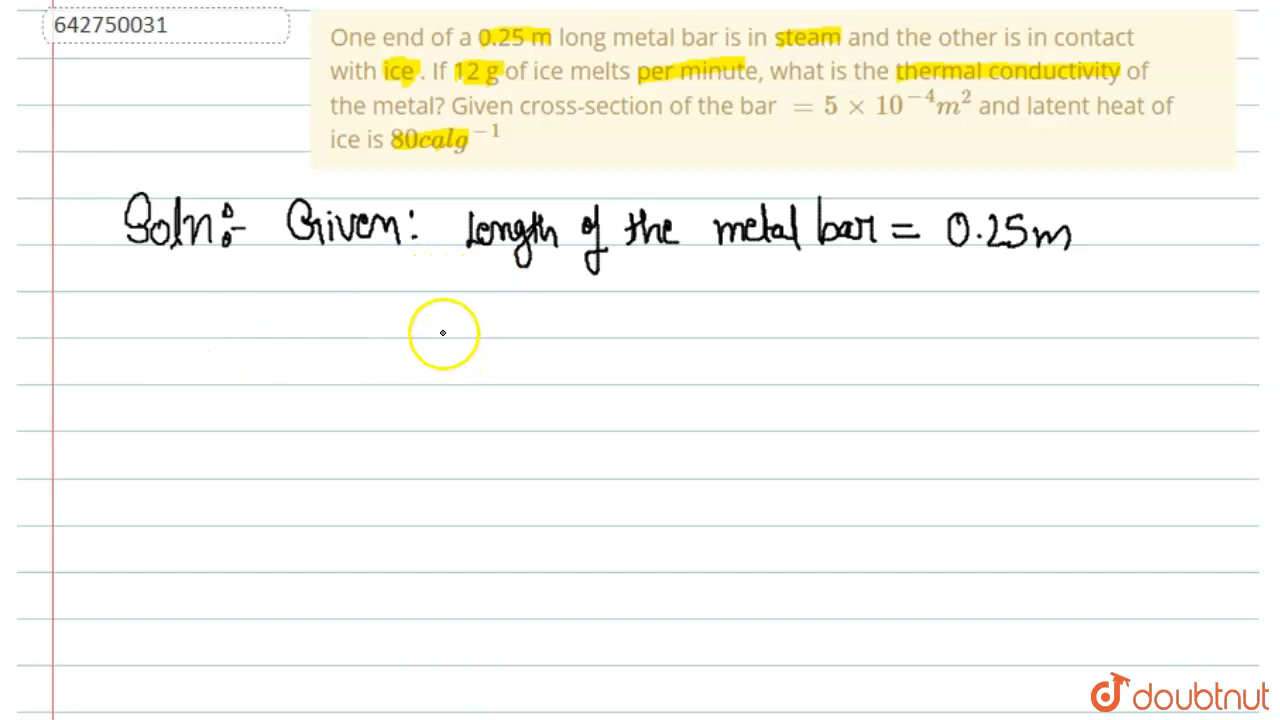 642750031
One end of a 0.25 m long metal bar is in steam and the other is in contact
with ice . If 12 g of ice melts per minute, what is the thermal conductivity of
the metal? Given cross-section of the bar = 5 × 10⁻⁴m² and latent heat of
ice is 80calg⁻¹
Soln:- Given: Length of the metal bar = 0.25m
doubtnut